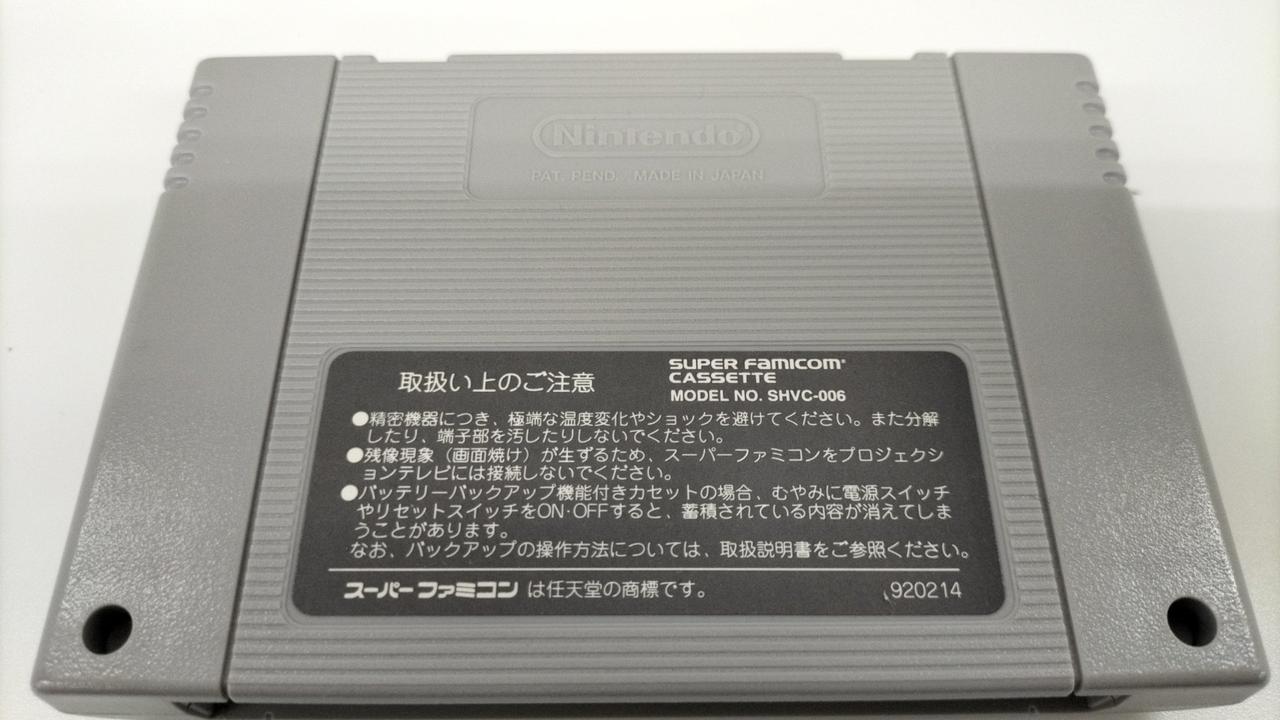 Nintendo®
PAT. PEND. MADE IN JAPAN
取扱い上のご注意
SUPER FAMICOM®
CASSETTE
MODEL NO. SHVC-006
●精密機器につき、極端な温度変化やショックを避けてください。また分解
したり、端子部を汚したりしないでください。
●残像現象（画面焼け）が生ずるため、スーパーファミコンをプロジェクシ
ョンテレビには接続しないでください。
●バッテリーバックアップ機能付きカセットの場合、むやみに電源スイッチ
やリセットスイッチをON·OFFすると、蓄積されている内容が消えてしま
うことがあります。
なお、バックアップの操作方法については、取扱説明書をご参照ください。
スーパーファミコンは任天堂の商標です。
920214